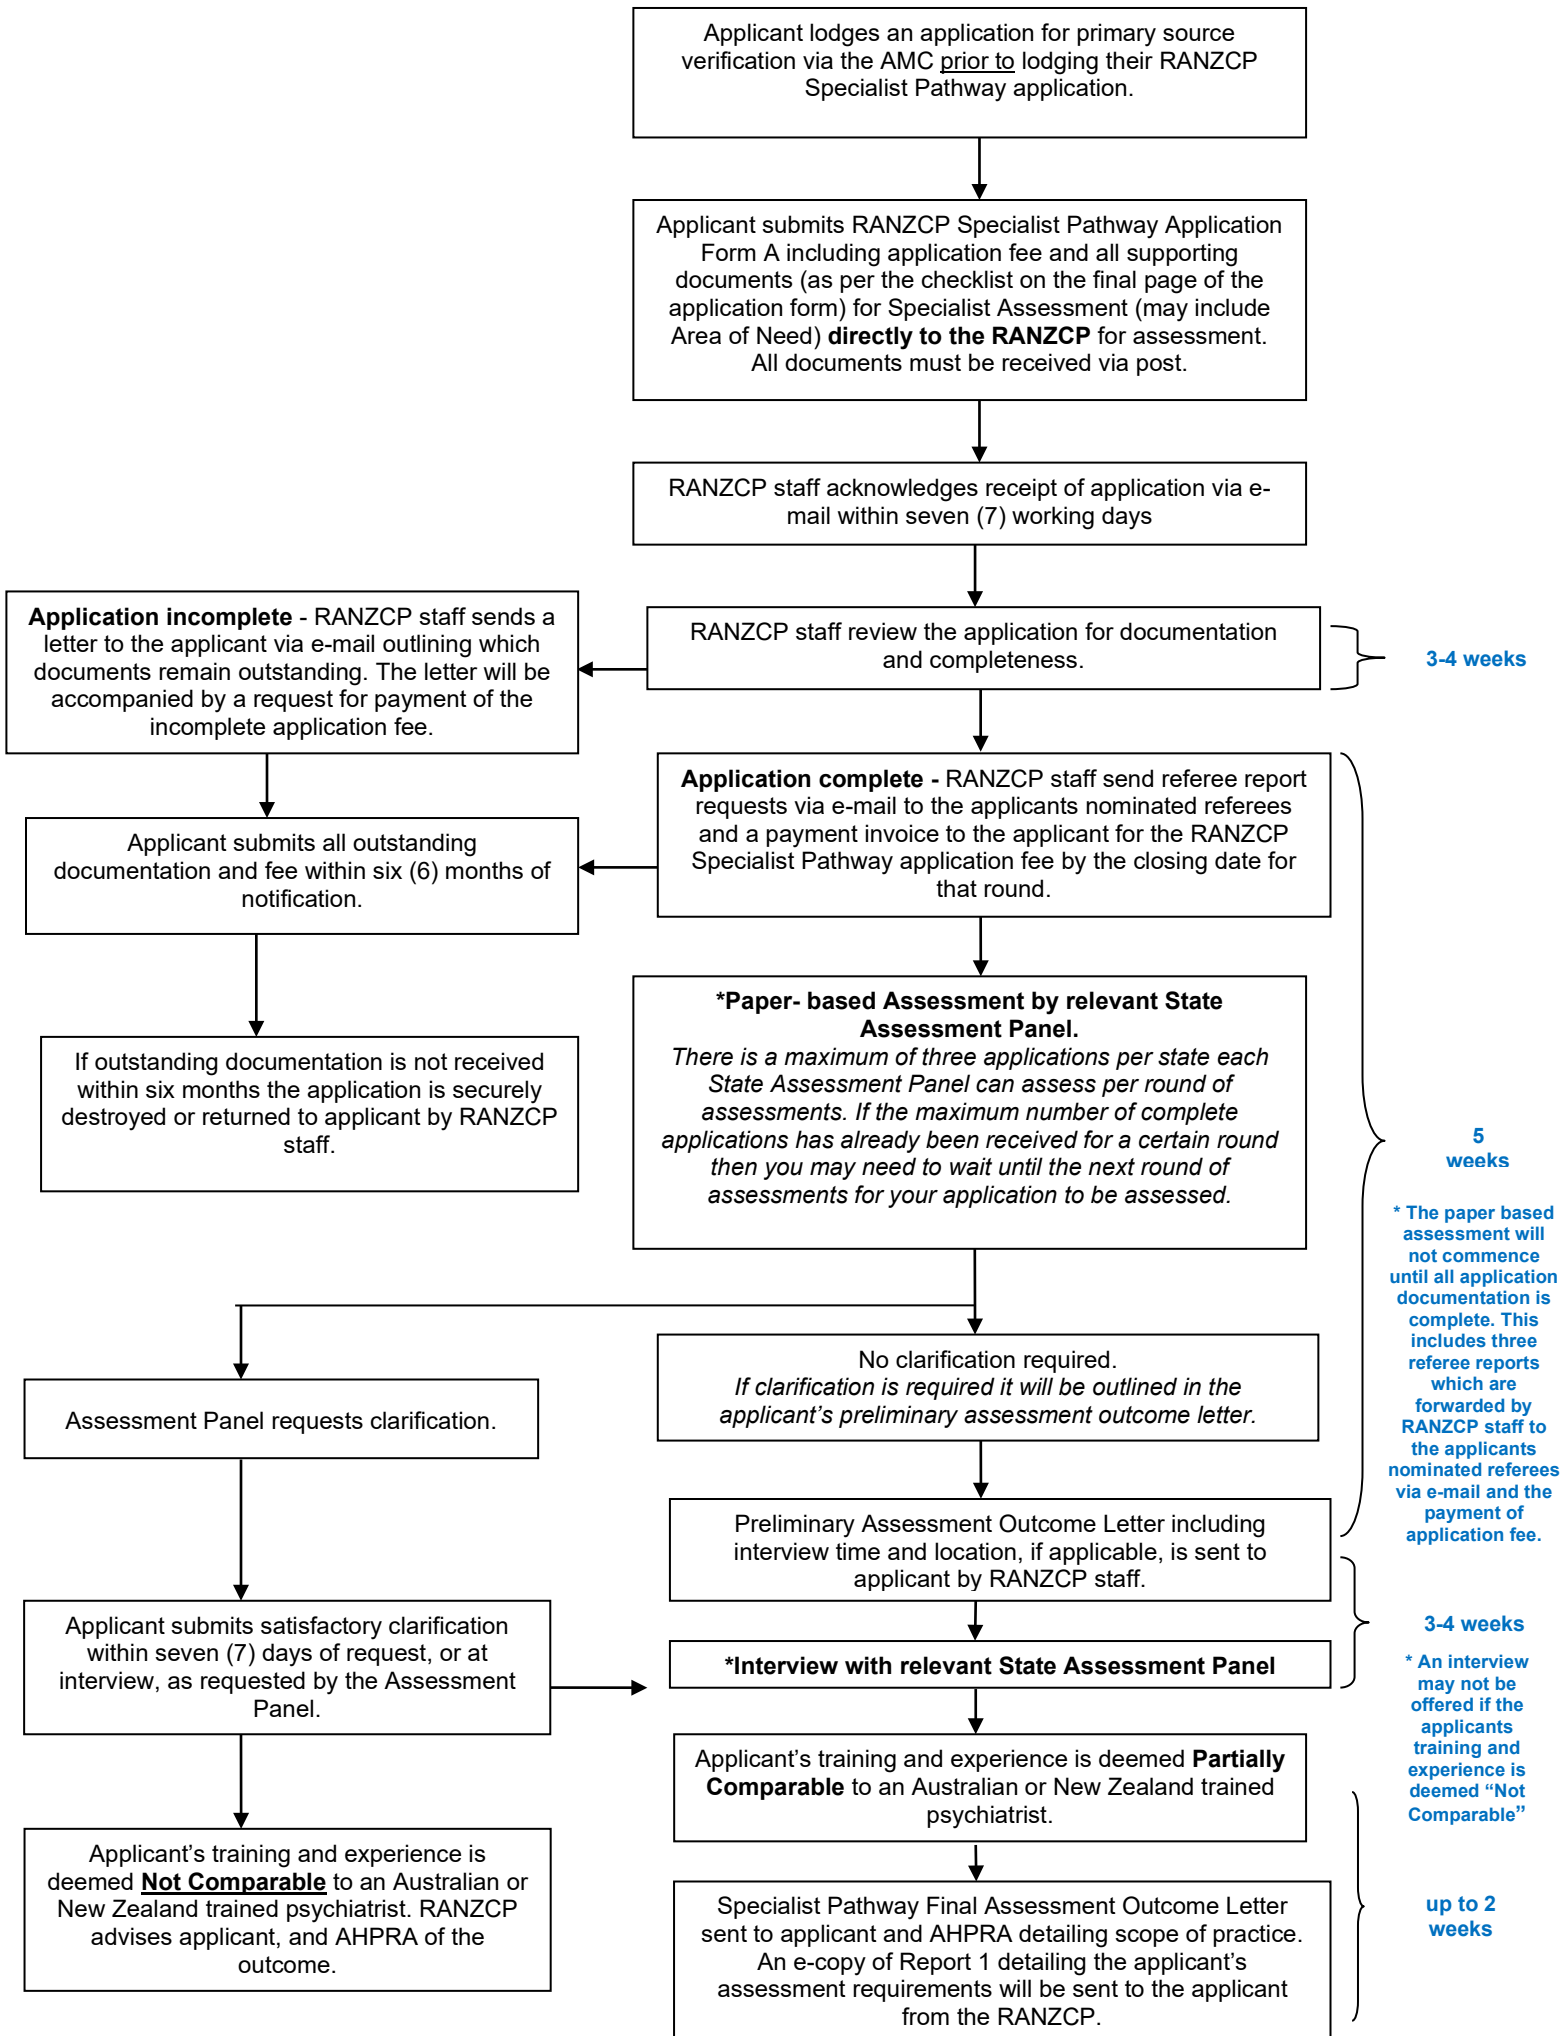 Applicant lodges an application for primary source
verification via the AMC prior to lodging their RANZCP
Specialist Pathway application.
Applicant submits RANZCP Specialist Pathway Application
Form A including application fee and all supporting
documents (as per the checklist on the final page of the
application form) for Specialist Assessment (may include
Area of Need) directly to the RANZCP for assessment.
All documents must be received via post.
RANZCP staff acknowledges receipt of application via e-
mail within seven (7) working days
Application incomplete - RANZCP staff sends a
letter to the applicant via e-mail outlining which
documents remain outstanding. The letter will be
accompanied by a request for payment of the
incomplete application fee.
RANZCP staff review the application for documentation
and completeness.
3-4 weeks
Application complete - RANZCP staff send referee report
requests via e-mail to the applicants nominated referees
and a payment invoice to the applicant for the RANZCP
Specialist Pathway application fee by the closing date for
that round.
Applicant submits all outstanding
documentation and fee within six (6) months of
notification.
If outstanding documentation is not received
within six months the application is securely
destroyed or returned to applicant by RANZCP
staff.
*Paper- based Assessment by relevant State
Assessment Panel.
There is a maximum of three applications per state each
State Assessment Panel can assess per round of
assessments. If the maximum number of complete
applications has already been received for a certain round
then you may need to wait until the next round of
assessments for your application to be assessed.
5
weeks
* The paper based
assessment will
not commence
until all application
documentation is
complete. This
includes three
referee reports
which are
forwarded by
RANZCP staff to
the applicants
nominated referees
via e-mail and the
payment of
application fee.
Assessment Panel requests clarification.
No clarification required.
If clarification is required it will be outlined in the
applicant's preliminary assessment outcome letter.
Preliminary Assessment Outcome Letter including
interview time and location, if applicable, is sent to
applicant by RANZCP staff.
Applicant submits satisfactory clarification
within seven (7) days of request, or at
interview, as requested by the Assessment
Panel.
*Interview with relevant State Assessment Panel
3-4 weeks
* An interview
may not be
offered if the
applicants
training and
experience is
deemed “Not
Comparable”
Applicant's training and experience is deemed Partially
Comparable to an Australian or New Zealand trained
psychiatrist.
Applicant's training and experience is
deemed Not Comparable to an Australian or
New Zealand trained psychiatrist. RANZCP
advises applicant, and AHPRA of the
outcome.
Specialist Pathway Final Assessment Outcome Letter
sent to applicant and AHPRA detailing scope of practice.
An e-copy of Report 1 detailing the applicant's
assessment requirements will be sent to the applicant
from the RANZCP.
up to 2
weeks